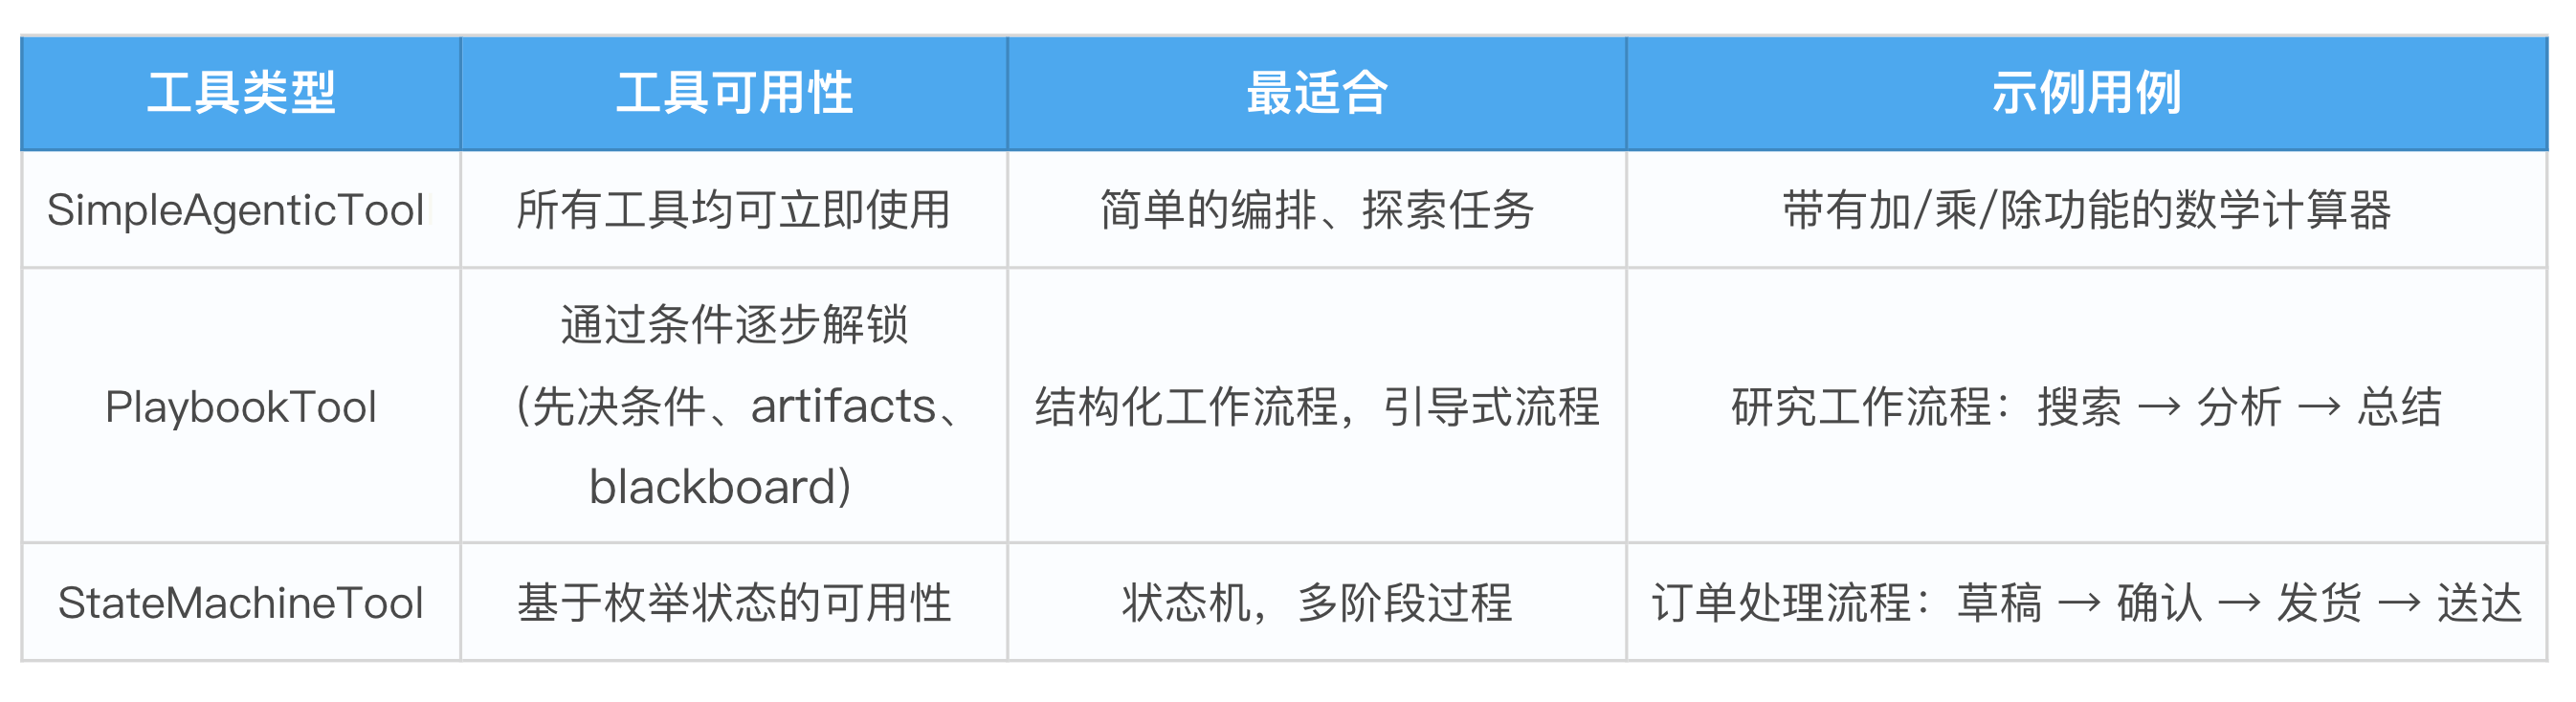 工具类型
工具可用性
最适合
示例用例
SimpleAgenticTool
所有工具均可立即使用
简单的编排、探索任务
带有加/乘/除功能的数学计算器
PlaybookTool
通过条件逐步解锁
(先决条件、artifacts、
blackboard)
结构化工作流程，引导式流程
研究工作流程：搜索 → 分析 → 总结
StateMachineTool
基于枚举状态的可用性
状态机，多阶段过程
订单处理流程：草稿 → 确认 → 发货 → 送达